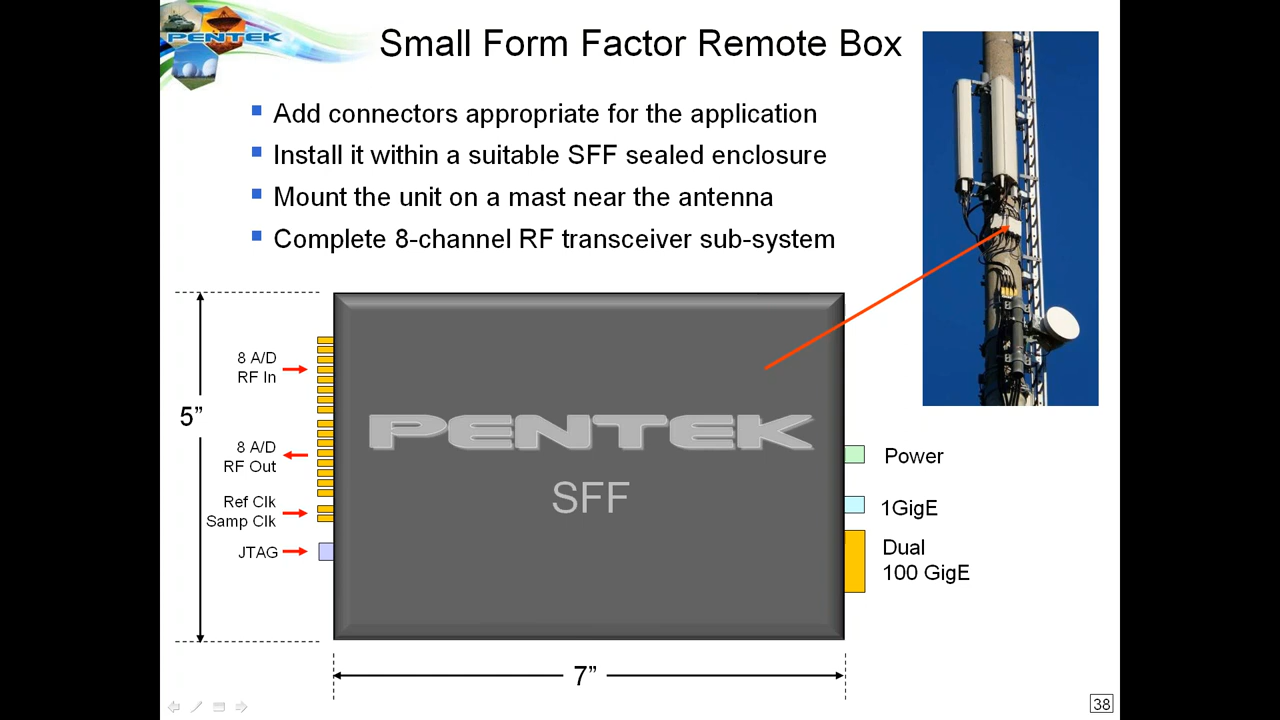 PENTEK
Small Form Factor Remote Box
Add connectors appropriate for the application
Install it within a suitable SFF sealed enclosure
Mount the unit on a mast near the antenna
Complete 8-channel RF transceiver sub-system
8 A/D
RF In
5”
8 A/D
RF Out
Ref Clk
Samp Clk
JTAG
PENTEK
SFF
Power
1GigE
Dual
100 GigE
7”
38